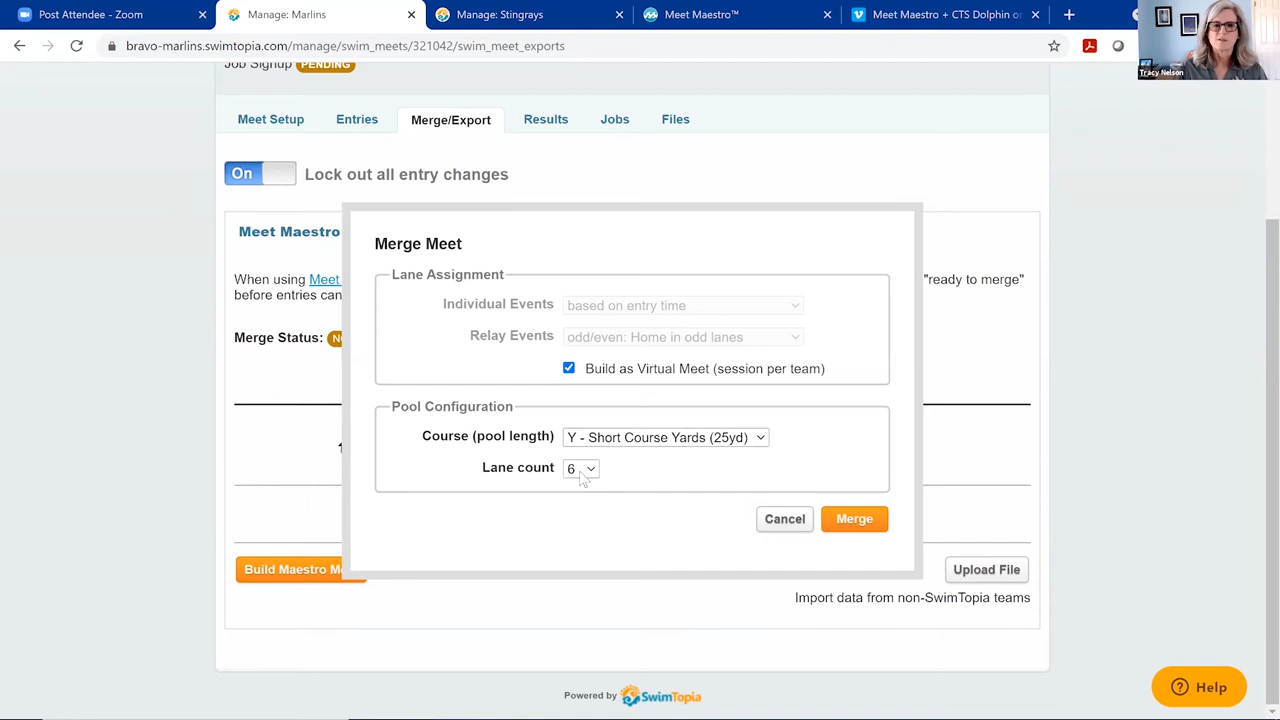 Post Attendee - Zoom
Manage: Marlins
Manage: Stingrays
Meet Maestro™
Meet Maestro + CTS Dolphin or
bravo-marlins.swimtopia.com/manage/swim_meets/321042/swim_meet_exports
Tracy Nelson
Job Signup PENDING
Meet Setup Entries Merge/Export Results Jobs Files
On Lock out all entry changes
Meet Maestro
When using Meet "ready to merge"
before entries can
Merge Status:
Merge Meet
Lane Assignment
Individual Events based on entry time
Relay Events odd/even: Home in odd lanes
Build as Virtual Meet (session per team)
Pool Configuration
Course (pool length) Y - Short Course Yards (25yd)
Lane count 6
Cancel Merge
Build Maestro Upload File
Import data from non-SwimTopia teams
Powered by SwimTopia
? Help